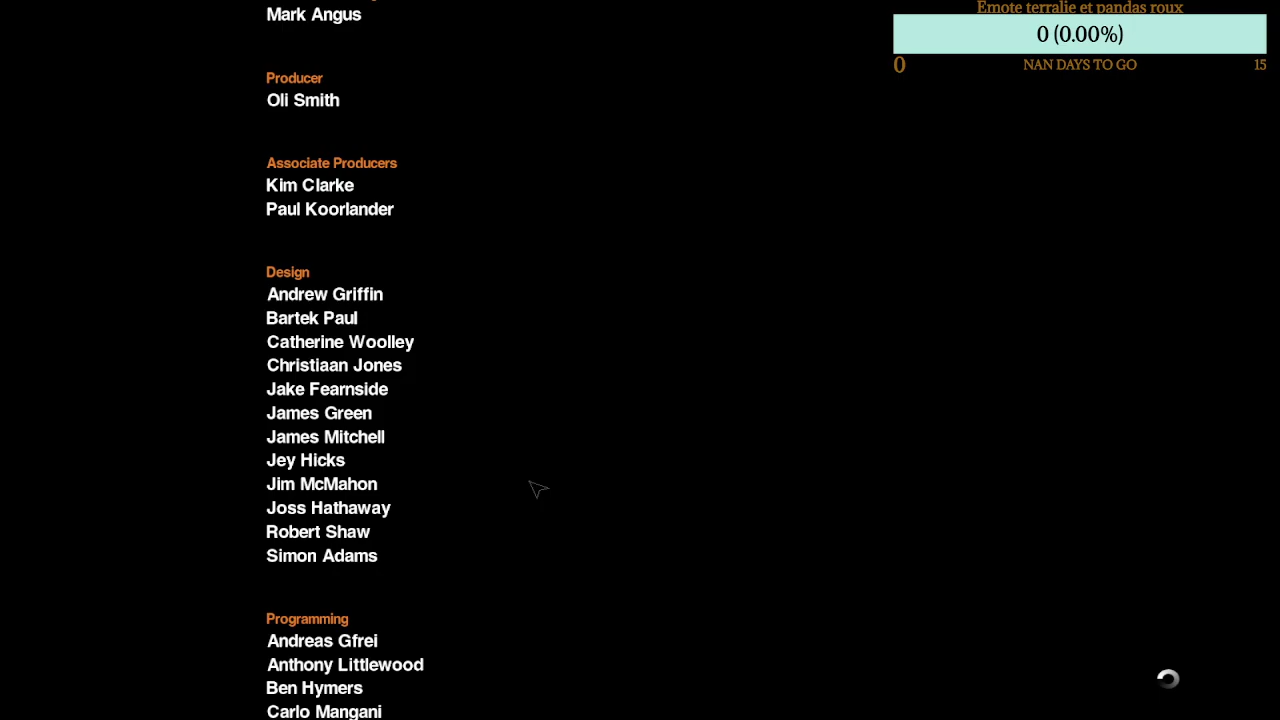 Mark Angus
Producer
Oli Smith
Associate Producers
Kim Clarke
Paul Koorlander
Design
Andrew Griffin
Bartek Paul
Catherine Woolley
Christiaan Jones
Jake Fearnside
James Green
James Mitchell
Jey Hicks
Jim McMahon
Joss Hathaway
Robert Shaw
Simon Adams
Programming
Andreas Gfrei
Anthony Littlewood
Ben Hymers
Carlo Mangani
Emote terralie et pandas roux
0 (0.00%)
0 NAN DAYS TO GO 15